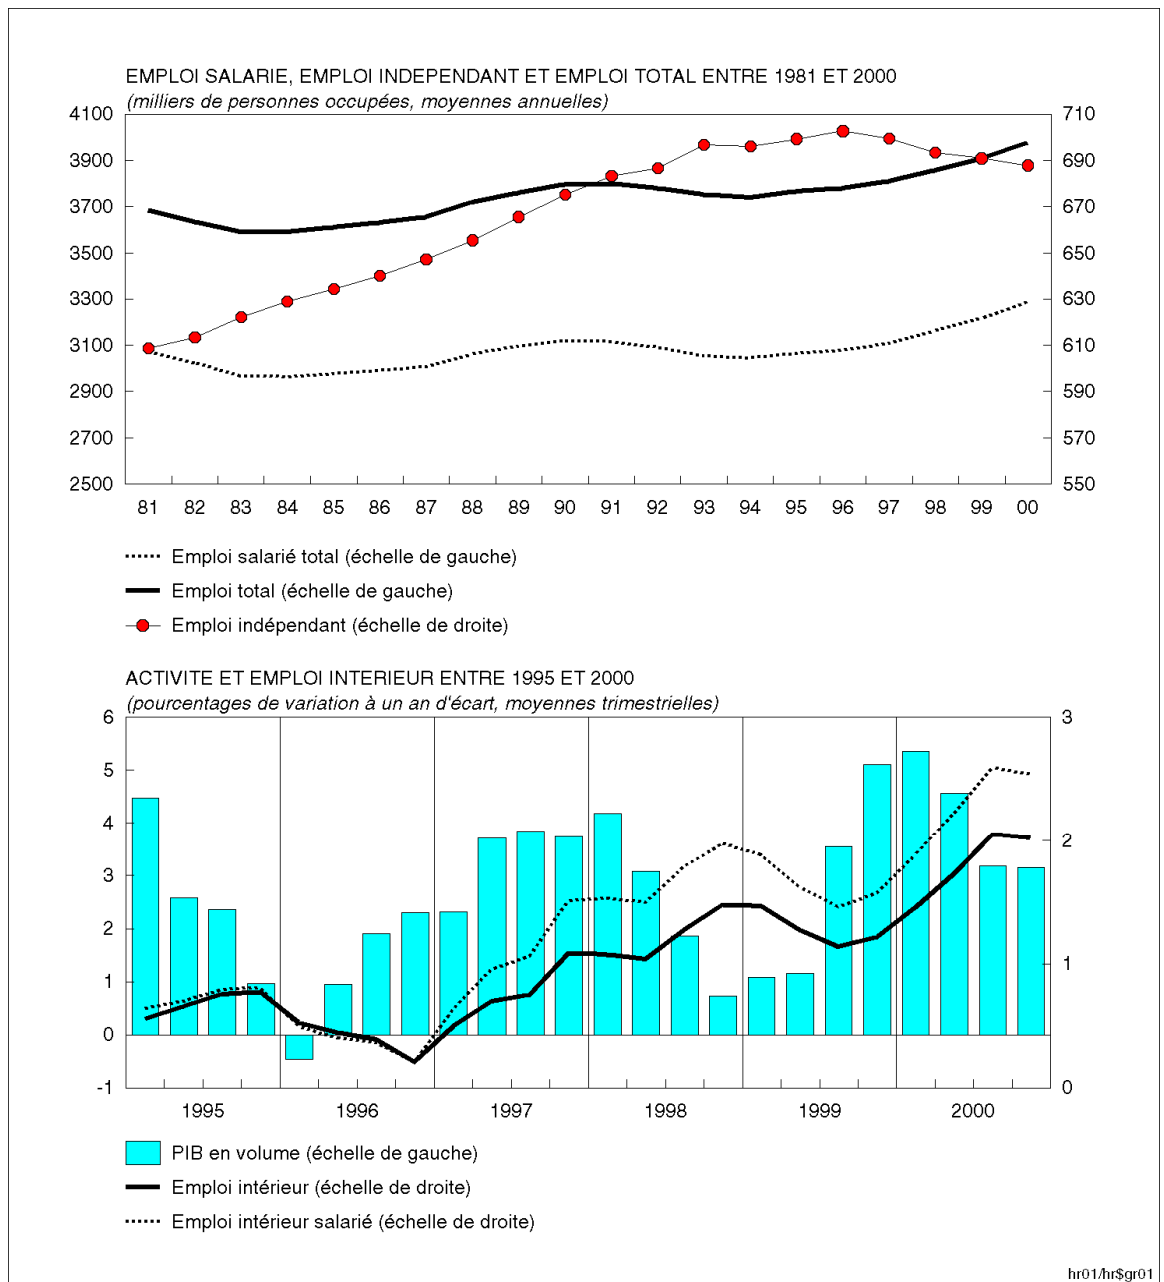 EMPLOI SALARIE, EMPLOI INDEPENDANT ET EMPLOI TOTAL ENTRE 1981 ET 2000
(milliers de personnes occupées, moyennes annuelles)
4100 710
3900 690
3700 670
3500 650
3300 630
3100 610
2900 590
2700 570
2500 550
81 82 83 84 85 86 87 88 89 90 91 92 93 94 95 96 97 98 99 00
Emploi salarié total (échelle de gauche)
Emploi total (échelle de gauche)
Emploi indépendant (échelle de droite)
ACTIVITE ET EMPLOI INTERIEUR ENTRE 1995 ET 2000
(pourcentages de variation à un an d'écart, moyennes trimestrielles)
6 3
5
4 2
3
2
1 1
0
-1 0
1995 1996 1997 1998 1999 2000
PIB en volume (échelle de gauche)
Emploi intérieur (échelle de droite)
Emploi intérieur salarié (échelle de droite)
hr01/hr$gr01